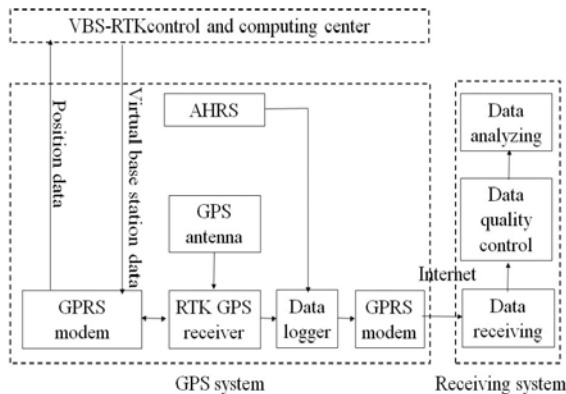 VBS-RTKcontrol and computing center
Position data
Virtual base station data
AHRS
GPS
antenna
GPRS
modem
RTK GPS
receiver
Data
logger
GPRS
modem
Internet
Data
analyzing
Data
quality
control
Data
receiving
GPS system
Receiving system